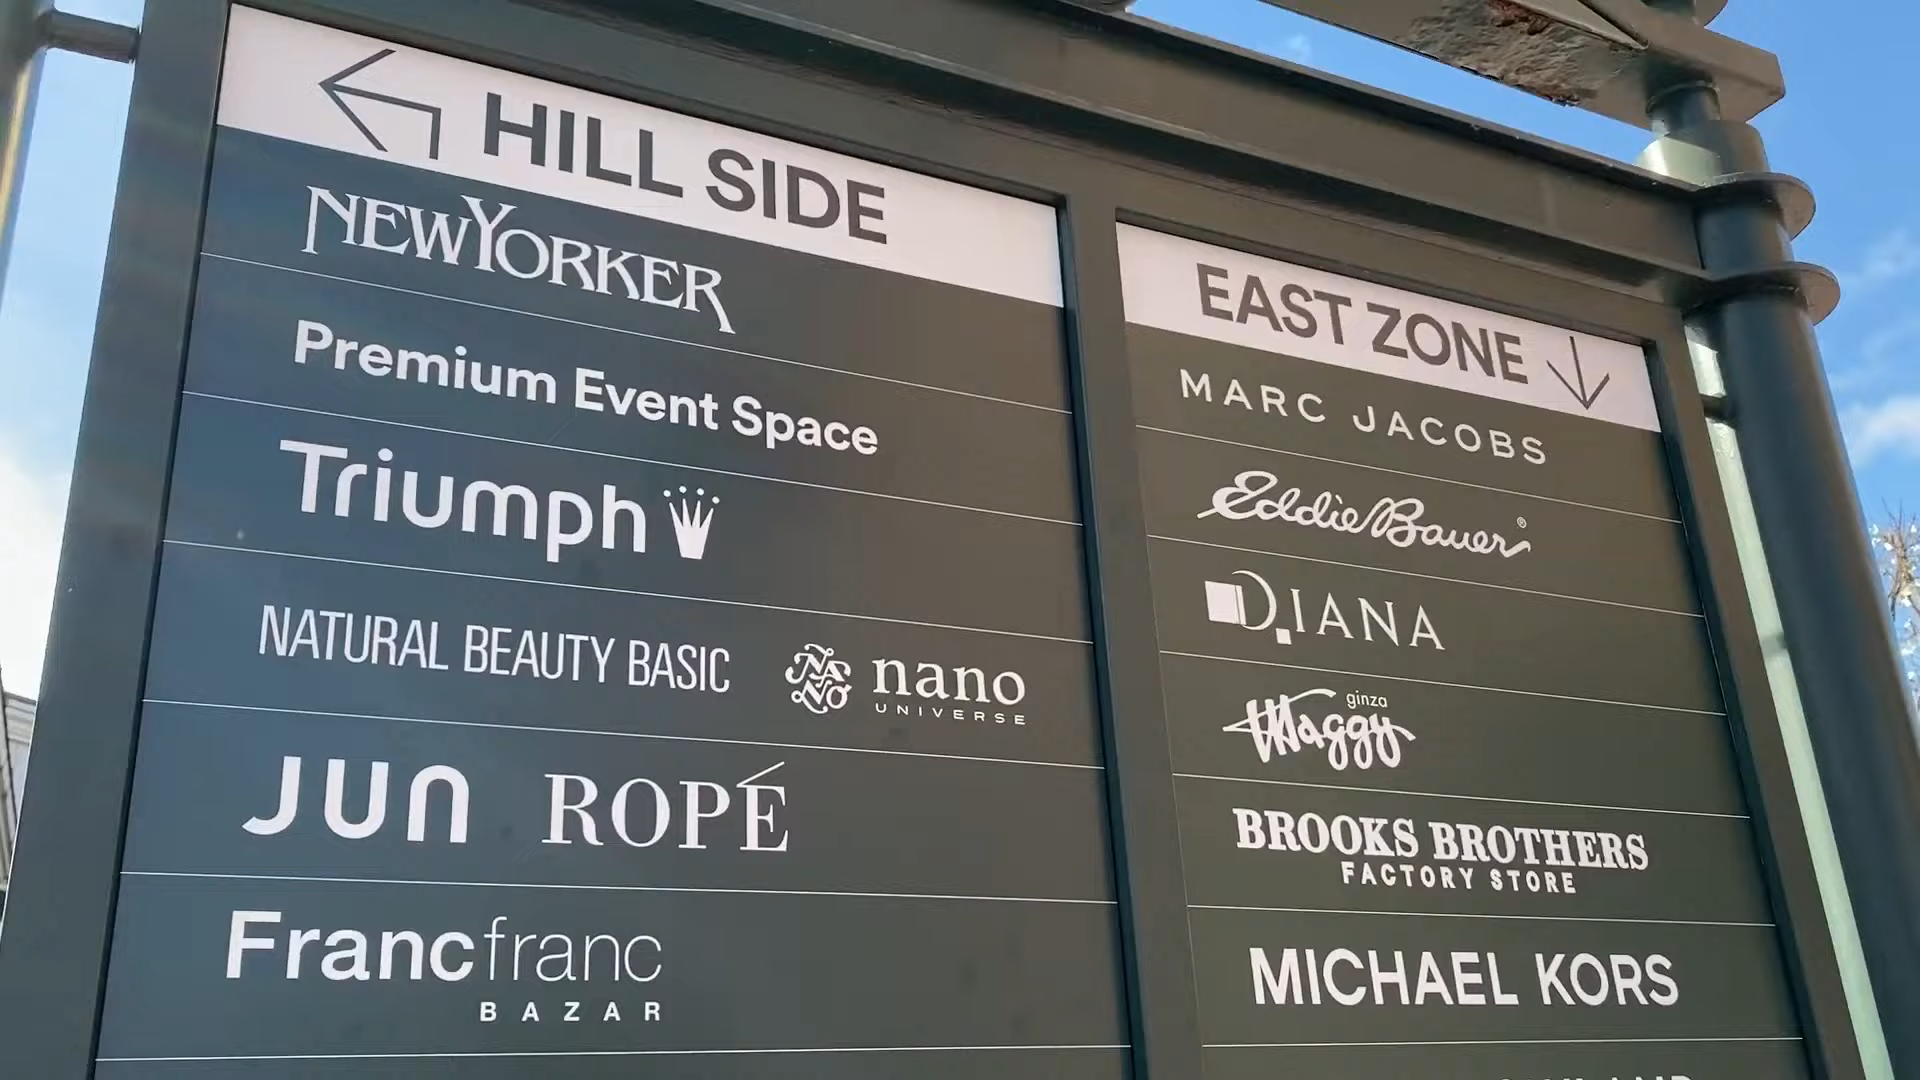 HILL SIDE
NEWYORKER
Premium Event Space
Triumph
NATURAL BEAUTY BASIC
NANO
nano
UNIVERSE
JUN ROPÉ
Francfranc
BAZAR
EAST ZONE
MARC JACOBS
Eddie Bauer®
DIANA
ginza
Maggy
BROOKS BROTHERS
FACTORY STORE
MICHAEL KORS